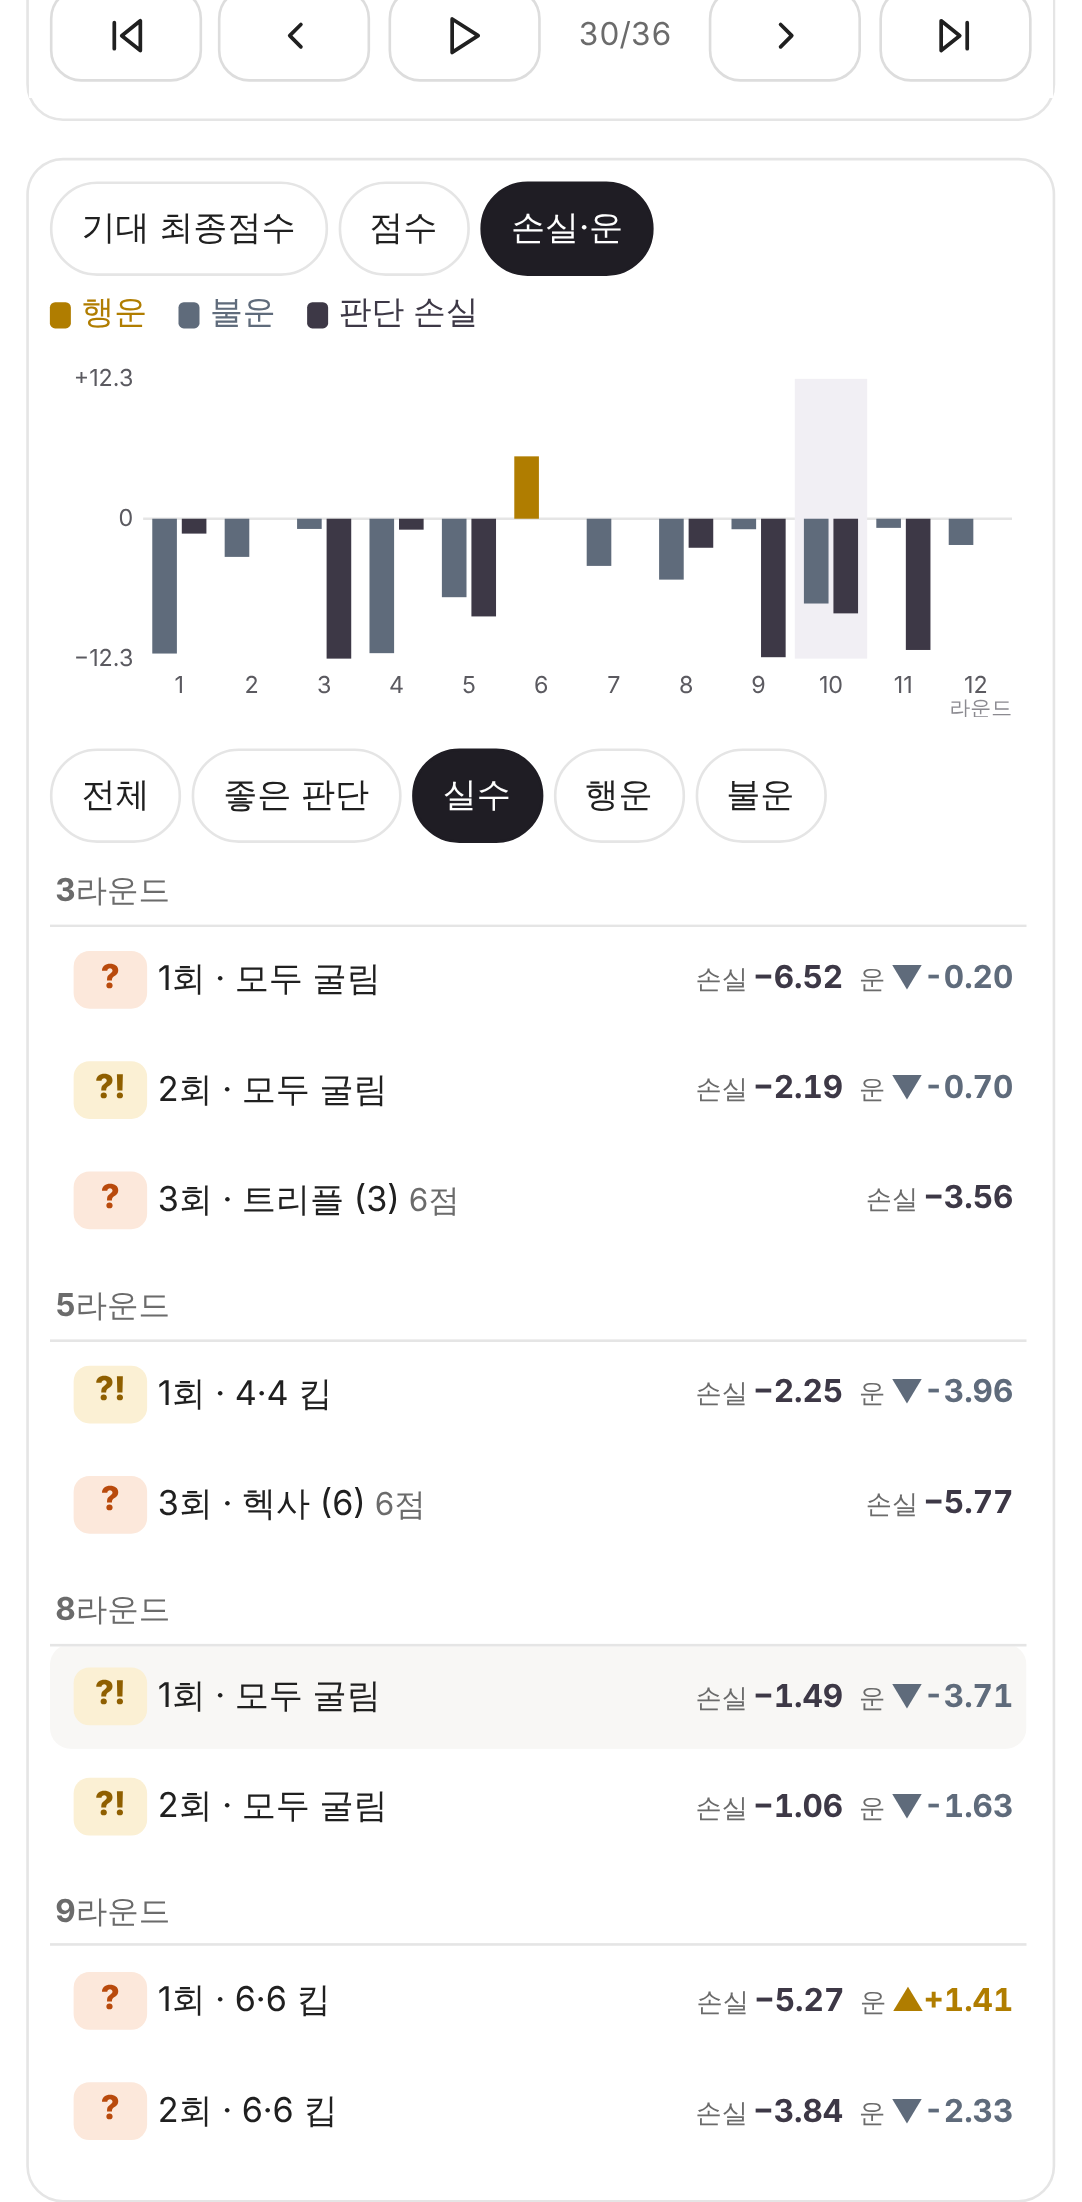 30/36
기대 최종점수 점수 손실·운
행운 불운 판단 손실
+12.3
0
−12.3
1 2 3 4 5 6 7 8 9 10 11 12
라운드
전체 좋은 판단 실수 행운 불운
3라운드
? 1회 · 모두 굴림 손실 −6.52 운 ▼-0.20
?! 2회 · 모두 굴림 손실 −2.19 운 ▼-0.70
? 3회 · 트리플 (3) 6점 손실 −3.56
5라운드
?! 1회 · 4·4 킵 손실 −2.25 운 ▼-3.96
? 3회 · 헥사 (6) 6점 손실 −5.77
8라운드
?! 1회 · 모두 굴림 손실 −1.49 운 ▼-3.71
?! 2회 · 모두 굴림 손실 −1.06 운 ▼-1.63
9라운드
? 1회 · 6·6 킵 손실 −5.27 운 ▲+1.41
? 2회 · 6·6 킵 손실 −3.84 운 ▼-2.33